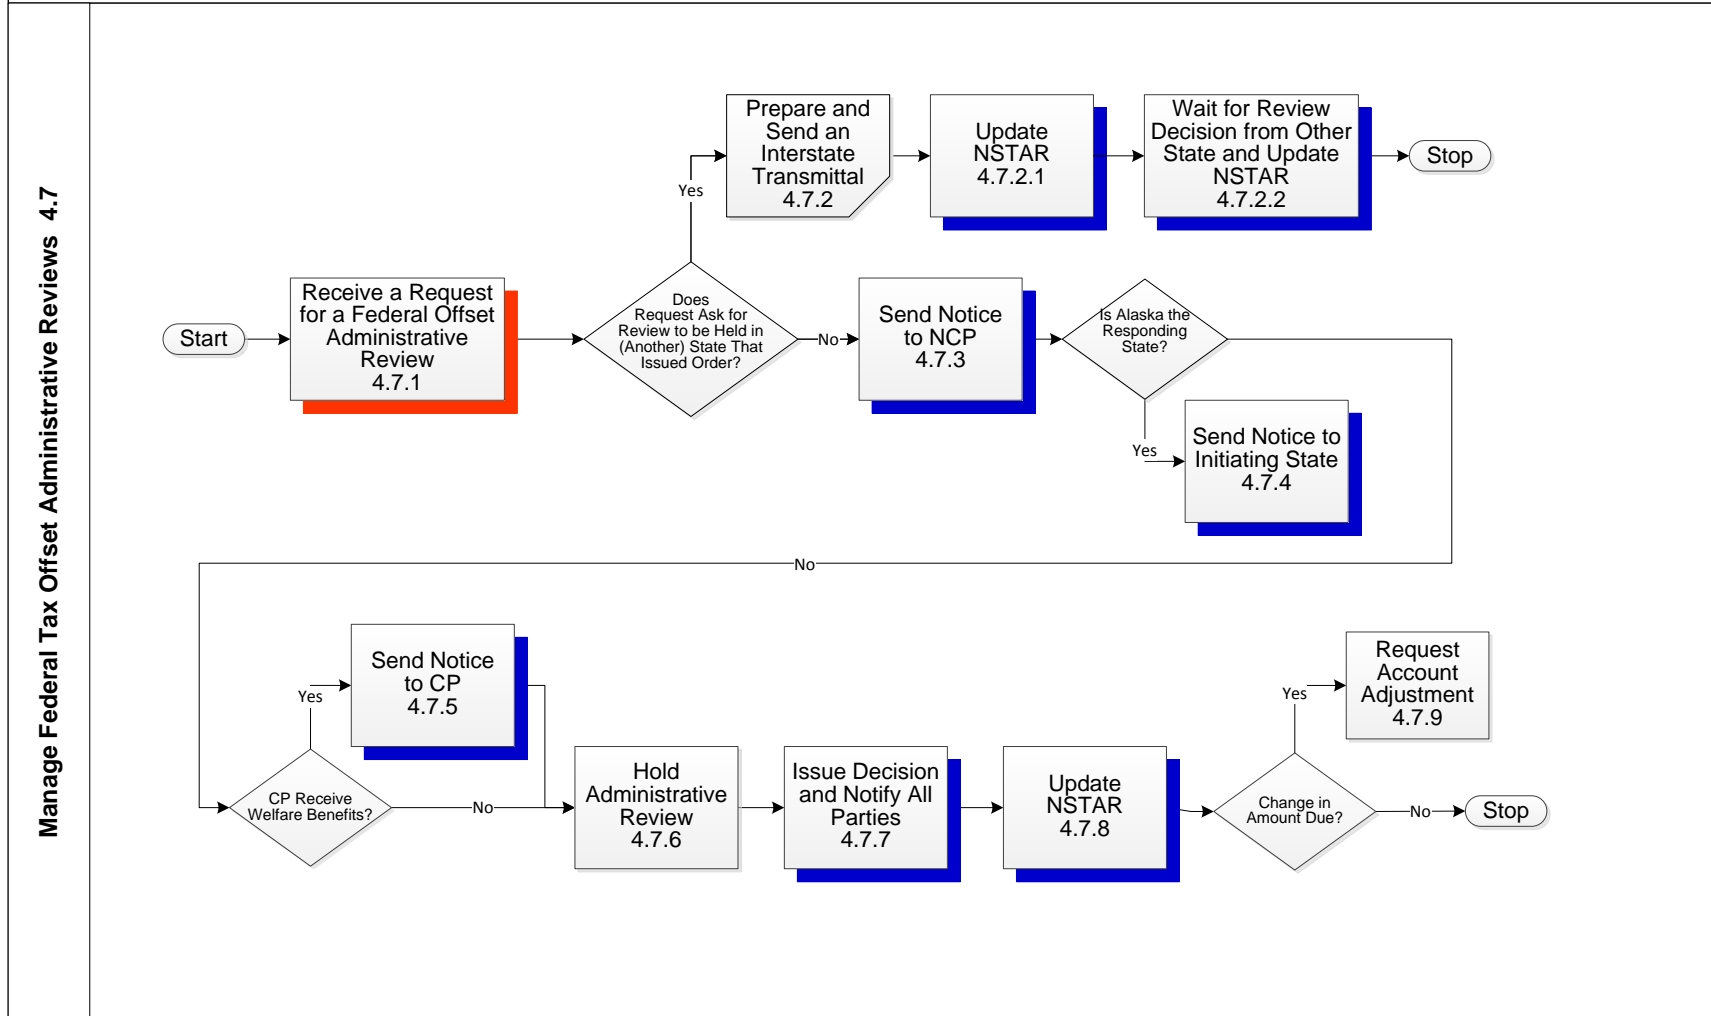 Manage Federal Tax Offset Administrative Reviews  4.7
Prepare and
Send an
Interstate
Transmittal
4.7.2
Update
NSTAR
4.7.2.1
Wait for Review
Decision from Other
State and Update
NSTAR
4.7.2.2
Stop
Yes
Start
Receive a Request
for a Federal Offset
Administrative
Review
4.7.1
Does
Request Ask for
Review to be Held in
(Another) State That
Issued Order?
No
Send Notice
to NCP
4.7.3
Is Alaska the
Responding
State?
Yes
Send Notice to
Initiating State
4.7.4
No
Send Notice
to CP
4.7.5
Yes
CP Receive
Welfare Benefits?
No
Hold
Administrative
Review
4.7.6
Issue Decision
and Notify All
Parties
4.7.7
Update
NSTAR
4.7.8
Request
Account
Adjustment
4.7.9
Yes
Change in
Amount Due?
No
Stop